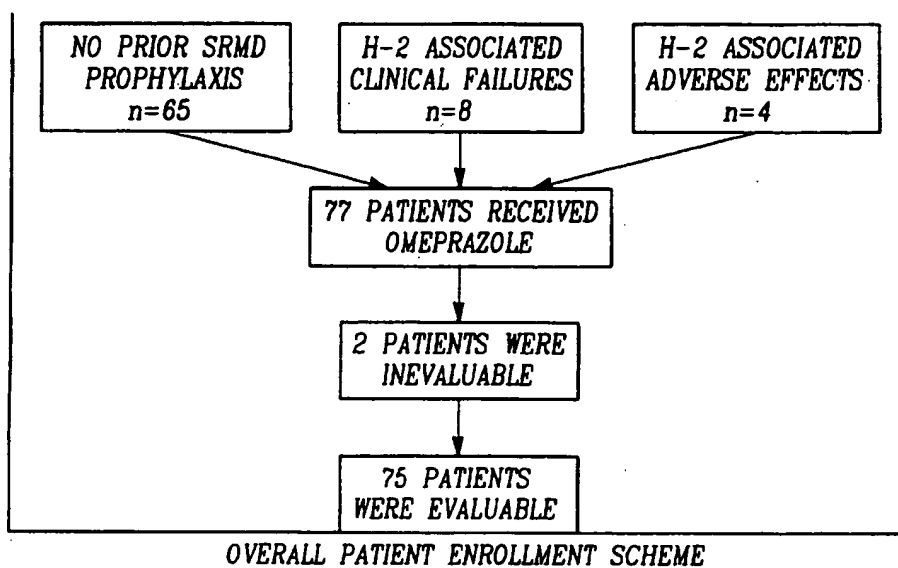 NO PRIOR SRMD
PROPHYLAXIS
n=65
H-2 ASSOCIATED
CLINICAL FAILURES
n=8
H-2 ASSOCIATED
ADVERSE EFFECTS
n=4
77 PATIENTS RECEIVED
OMEPRAZOLE
2 PATIENTS WERE
INEVALUABLE
75 PATIENTS
WERE EVALUABLE
OVERALL PATIENT ENROLLMENT SCHEME